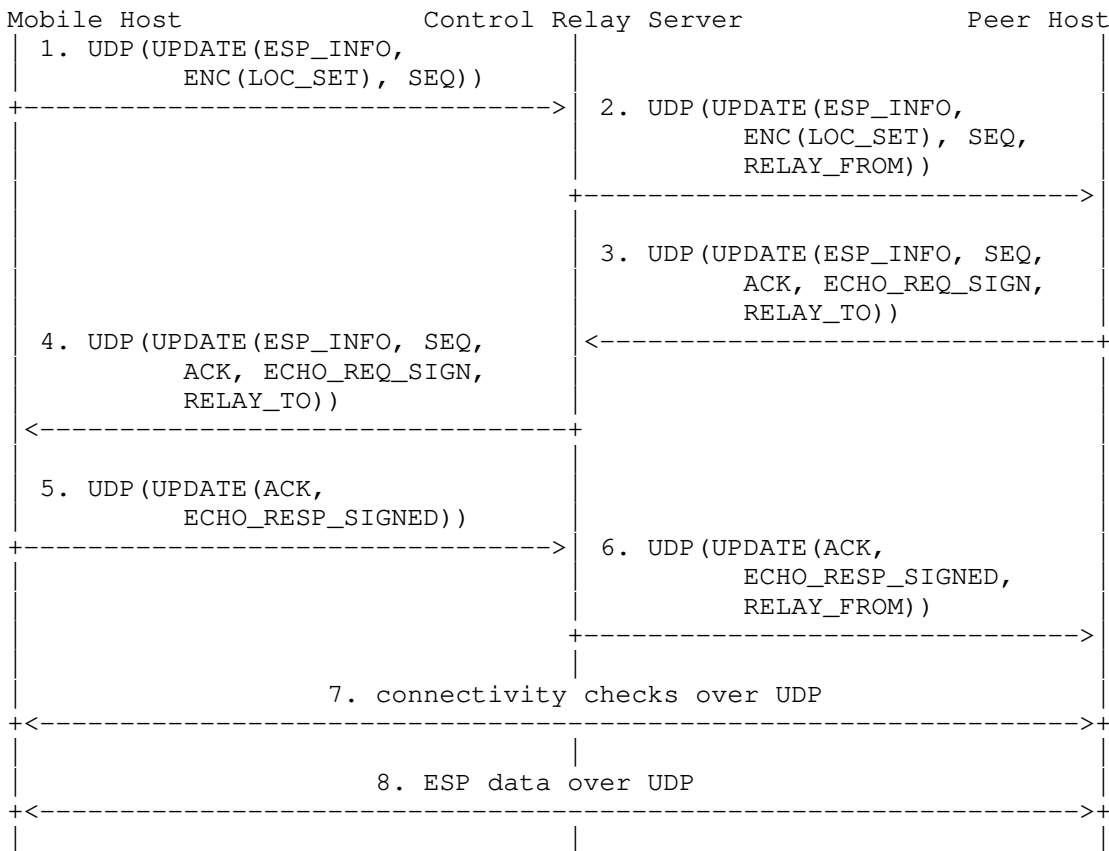 Mobile Host Control Relay Server Peer Host
1. UDP(UPDATE(ESP_INFO,
ENC(LOC_SET), SEQ))
2. UDP(UPDATE(ESP_INFO,
ENC(LOC_SET), SEQ,
RELAY_FROM))
3. UDP(UPDATE(ESP_INFO, SEQ,
ACK, ECHO_REQ_SIGN,
RELAY_TO))
4. UDP(UPDATE(ESP_INFO, SEQ,
ACK, ECHO_REQ_SIGN,
RELAY_TO))
5. UDP(UPDATE(ACK,
ECHO_RESP_SIGNED))
6. UDP(UPDATE(ACK,
ECHO_RESP_SIGNED,
RELAY_FROM))
7. connectivity checks over UDP
8. ESP data over UDP